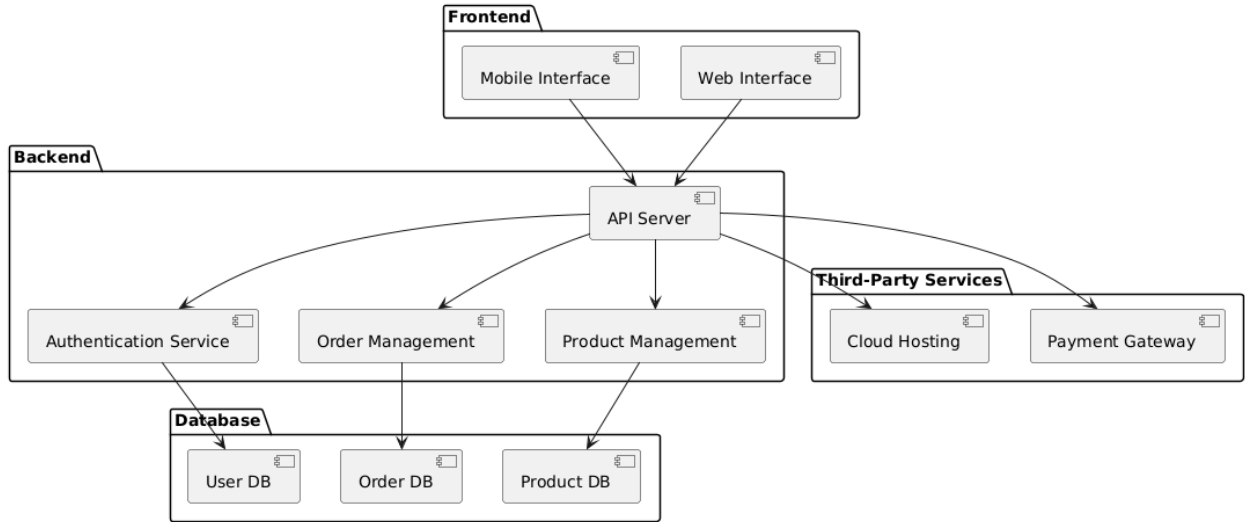 Frontend
Mobile Interface
Web Interface
Backend
API Server
Third-Party Services
Authentication Service
Order Management
Product Management
Cloud Hosting
Payment Gateway
Database
User DB
Order DB
Product DB